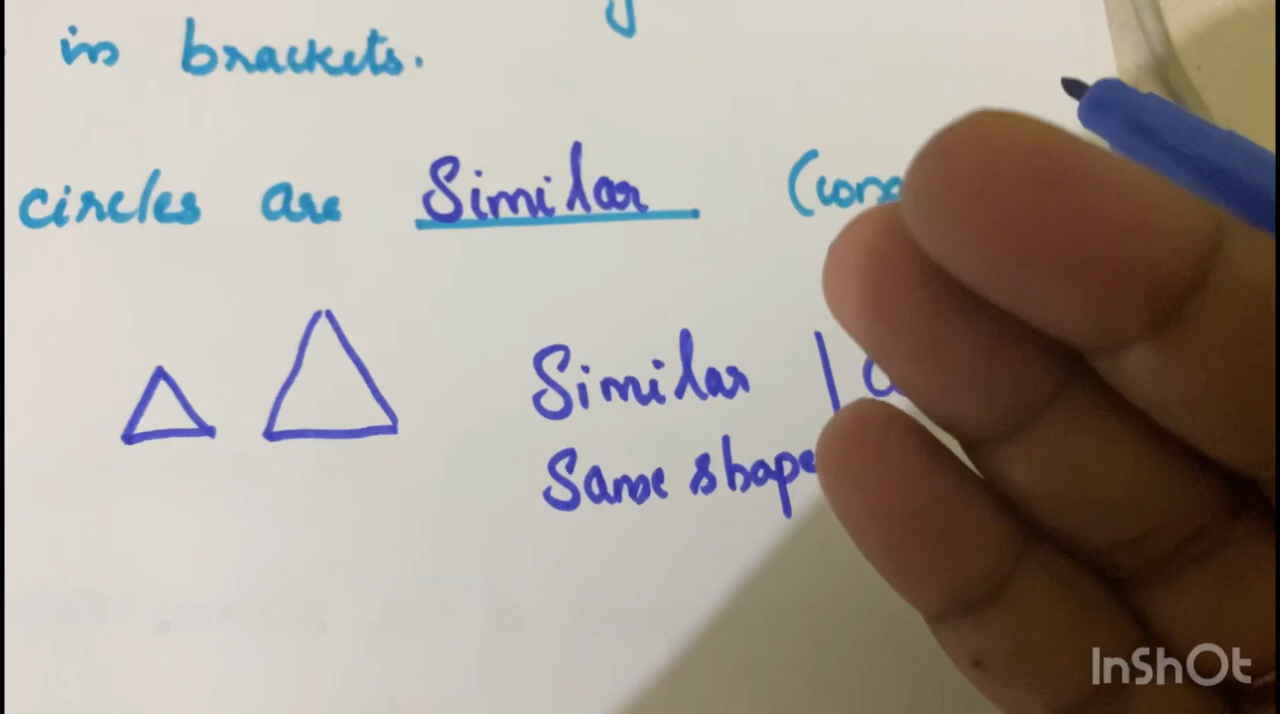 in brackets.
circles are Similar
Similar |
Same shape
InShOt